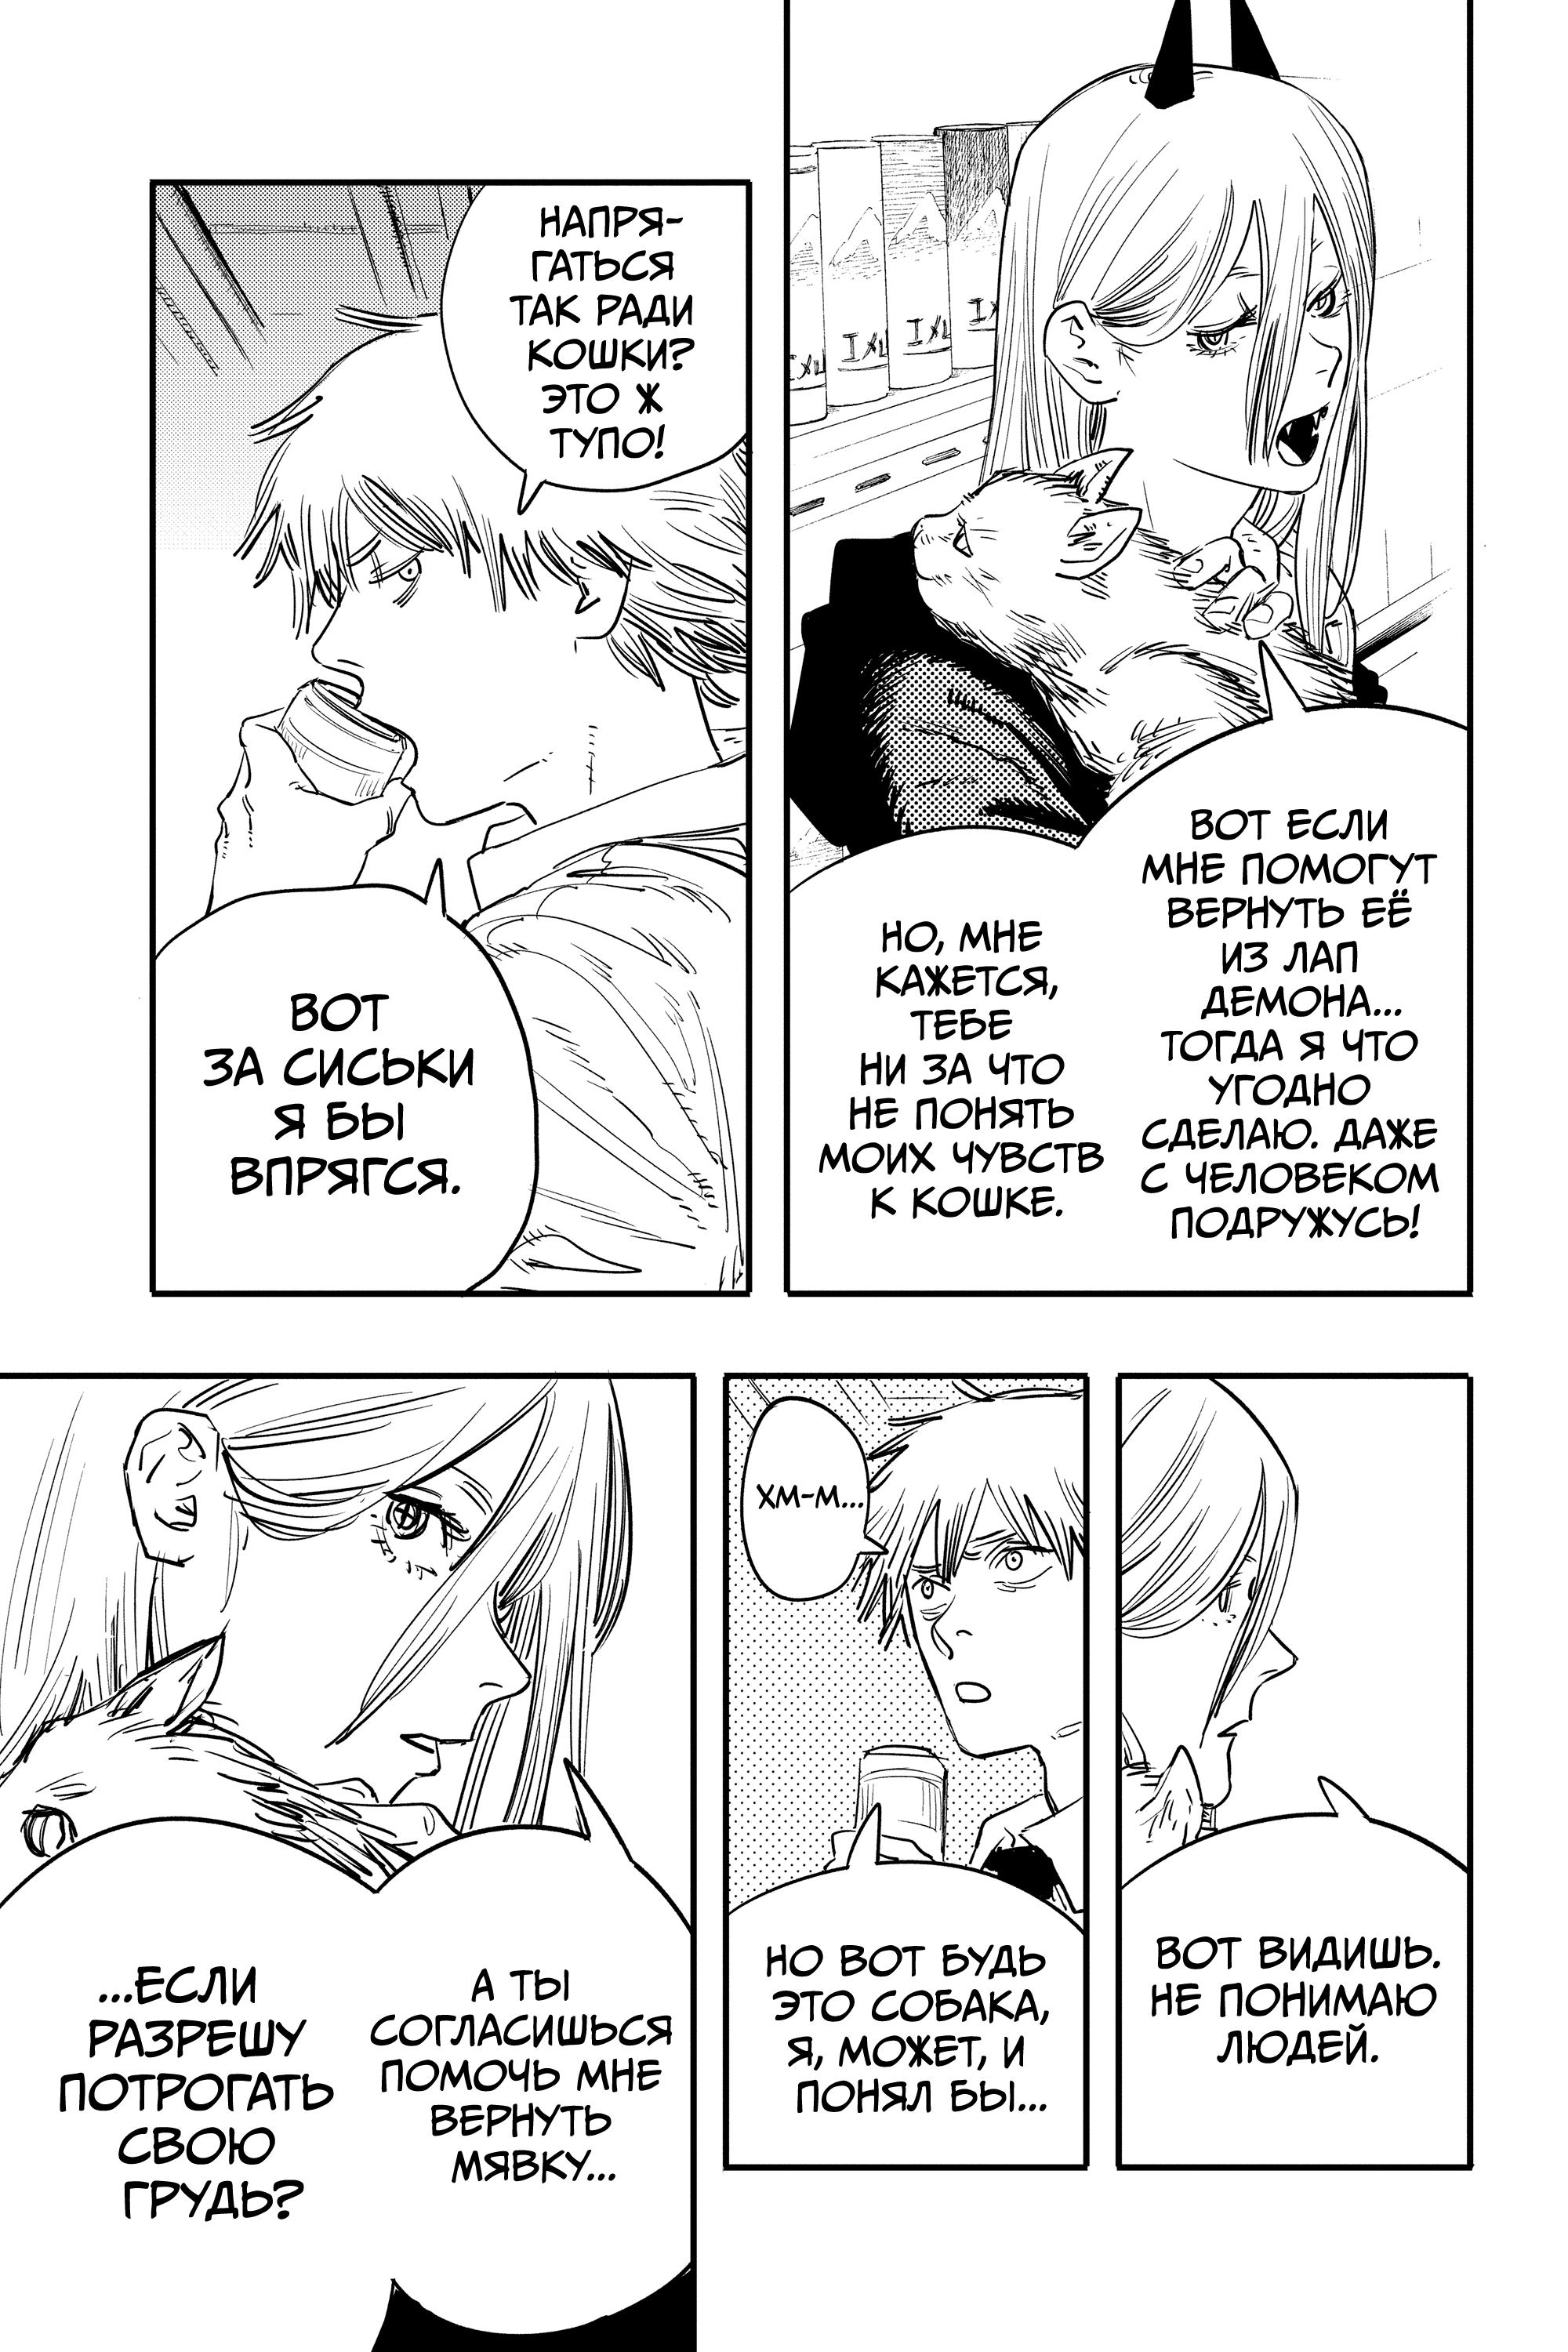 ВОТ ЕСЛИ
МНЕ ПОМОГУТ
ВЕРНУТЬ ЕЁ
ИЗ ЛАП
ДЕМОНА...
ТОГДА Я ЧТО
УГОДНО
СДЕЛАЮ. ДАЖЕ
С ЧЕЛОВЕКОМ
ПОДРУЖУСЬ!
НО, МНЕ
КАЖЕТСЯ,
ТЕБЕ
НИ ЗА ЧТО
НЕ ПОНЯТЬ
МОИХ ЧУВСТВ
К КОШКЕ.
IXL
IXL
НАПРЯ-
ГАТЬСЯ
ТАК РАДИ
КОШКИ?
ЭТО Ж
ТУПО!
ВОТ
ЗА СИСЬКИ
Я БЫ
ВПРЯГСЯ.
ВОТ ВИДИШЬ.
НЕ ПОНИМАЮ
ЛЮДЕЙ.
ХМ-М...
НО ВОТ БУДЬ
ЭТО СОБАКА,
Я, МОЖЕТ, И
ПОНЯЛ БЫ...
А ТЫ
СОГЛАСИШЬСЯ
ПОМОЧЬ МНЕ
ВЕРНУТЬ
МЯВКУ...
...ЕСЛИ
РАЗРЕШУ
ПОТРОГАТЬ
СВОЮ
ГРУДЬ?